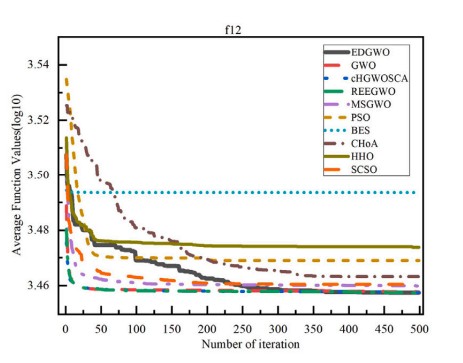 f12
EDGWO
GWO
cHGWOSCA
REEGWO
MSGWO
PSO
BES
CHoA
HHO
SCSO
3.54
3.52
3.50
3.48
3.46
Average Function Values(log10)
0 50 100 150 200 250 300 350 400 450 500
Number of iteration